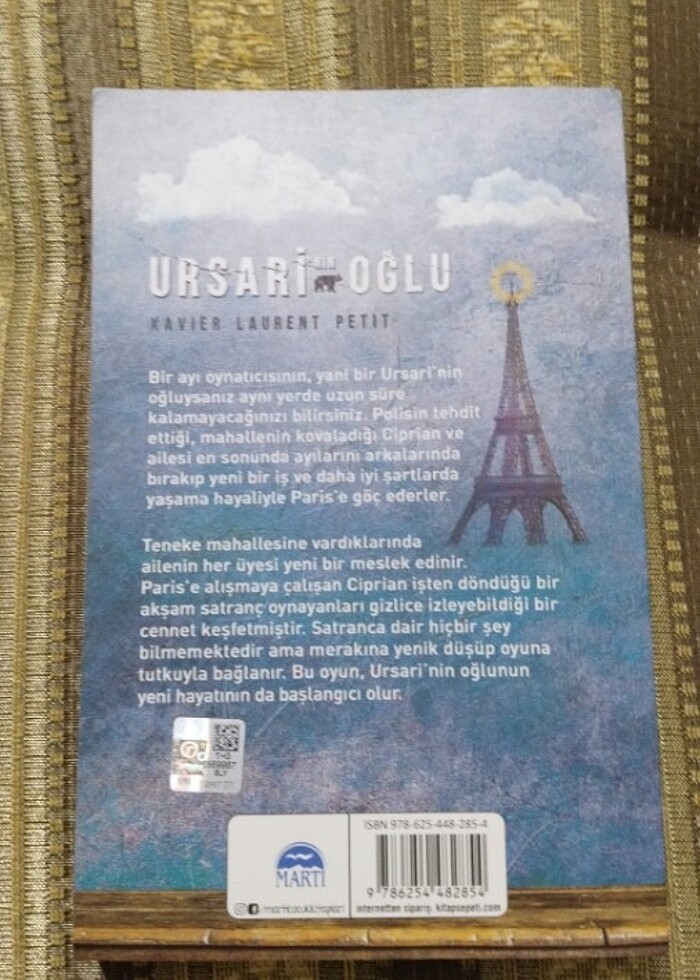 URSARİ'NİN OĞLU
XAVIER LAURENT PETIT
Bir ayı oynatıcısının, yani bir Ursari'nin
oğluysanız aynı yerde uzun süre
kalamayacağınızı bilirsiniz. Polisin tehdit
ettiği, mahallenin kovaladığı Ciprian ve
ailesi en sonunda ayılarını arkalarında
bırakıp yeni bir iş ve daha iyi şartlarda
yaşama hayaliyle Paris'e göç ederler.
Teneke mahallesine vardıklarında
ailenin her üyesi yeni bir meslek edinir.
Paris'e alışmaya çalışan Ciprian işten döndüğü bir
akşam satranç oynayanları gizlice izleyebildiği bir
cennet keşfetmiştir. Satranca dair hiçbir şey
bilmemektedir ama merakına yenik düşüp oyuna
tutkuyla bağlanır. Bu oyun, Ursari'nin oğlunun
yeni hayatının da başlangıcı olur.
ISBN 978-625-448-285-4
MARTI
9 786254 482854
internetten sipariş: kitapsepeti.com